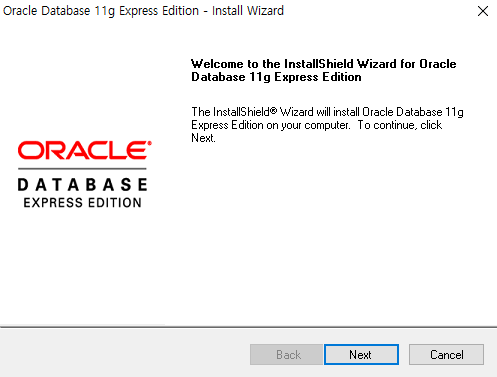 Oracle Database 11g Express Edition - Install Wizard
Welcome to the InstallShield Wizard for Oracle
Database 11g Express Edition
The InstallShield® Wizard will install Oracle Database 11g
Express Edition on your computer. To continue, click
Next.
ORACLE®
DATABASE
EXPRESS EDITION
Back
Next
Cancel